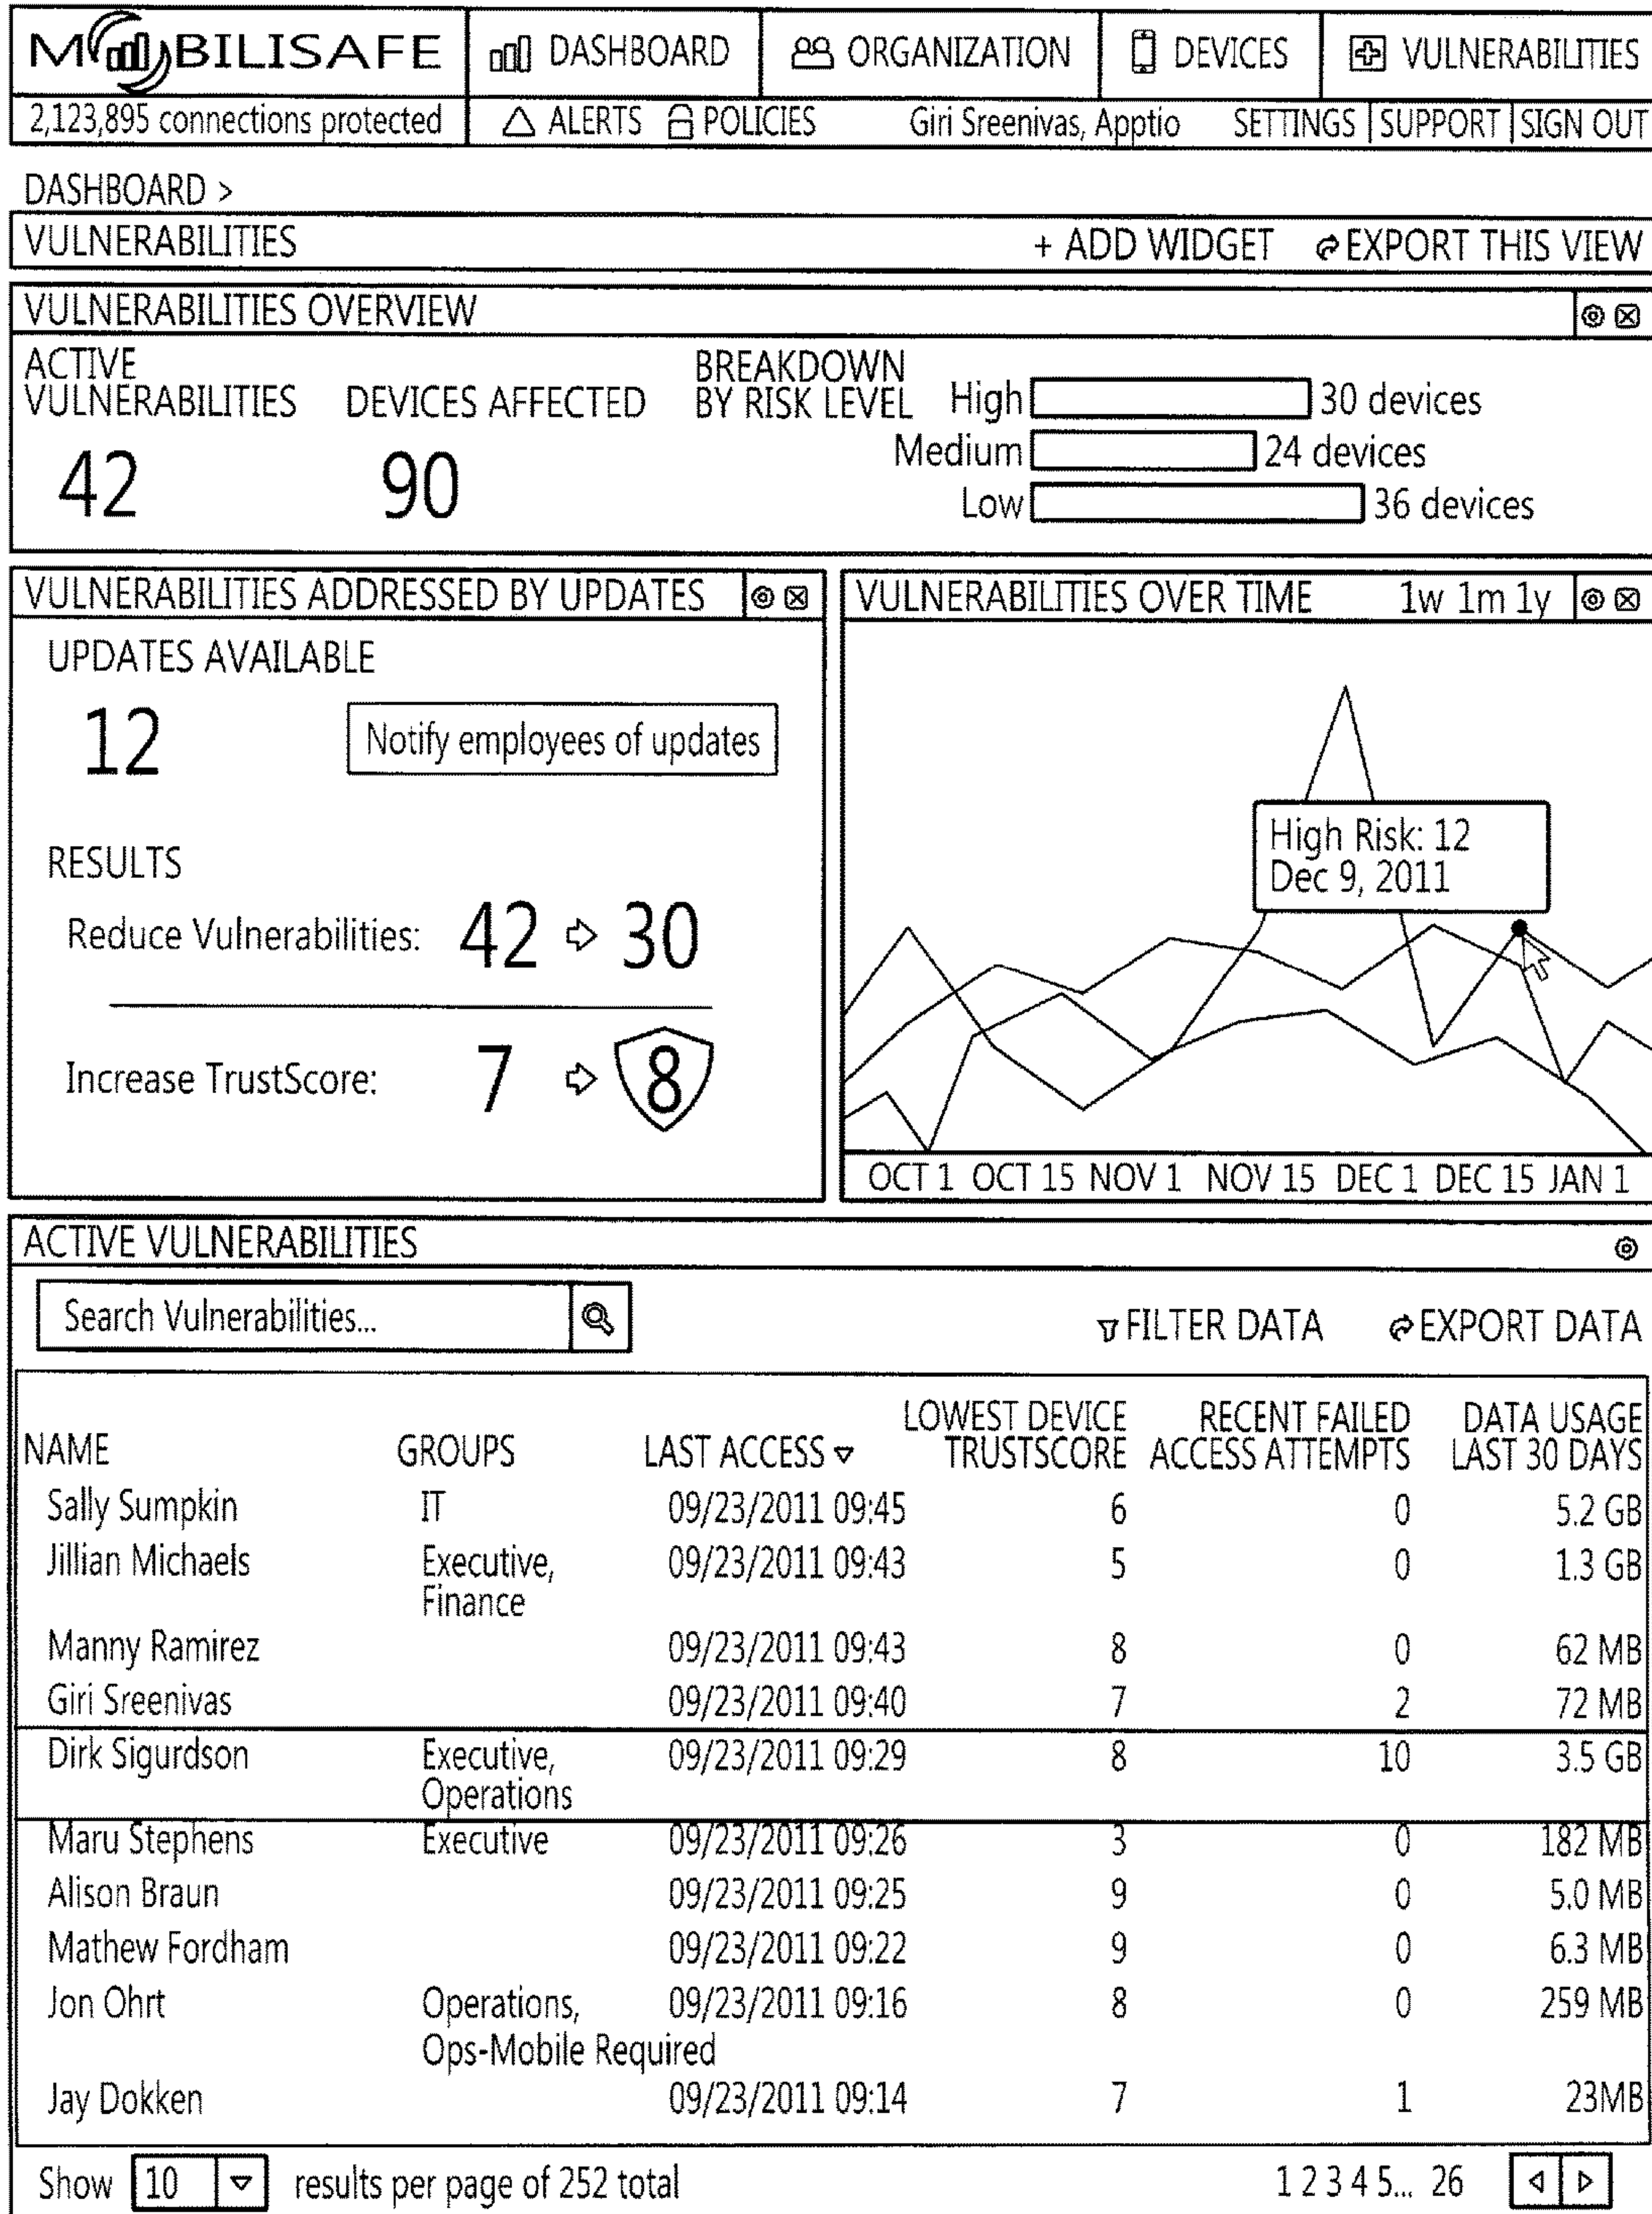 MOBILISAFE DASHBOARD ORGANIZATION DEVICES VULNERABILITIES
2,123,895 connections protected ALERTS POLICIES Giri Sreenivas, Apptio SETTINGS | SUPPORT | SIGN OUT
DASHBOARD >
VULNERABILITIES + ADD WIDGET EXPORT THIS VIEW
VULNERABILITIES OVERVIEW
ACTIVE
VULNERABILITIES
42
DEVICES AFFECTED
90
BREAKDOWN
BY RISK LEVEL
High 30 devices
Medium 24 devices
Low 36 devices
VULNERABILITIES ADDRESSED BY UPDATES
UPDATES AVAILABLE
12 Notify employees of updates
RESULTS
Reduce Vulnerabilities: 42 ⇨ 30
Increase TrustScore: 7 ⇨ 8
VULNERABILITIES OVER TIME 1w 1m 1y
High Risk: 12
Dec 9, 2011
OCT 1 OCT 15 NOV 1 NOV 15 DEC 1 DEC 15 JAN 1
ACTIVE VULNERABILITIES
Search Vulnerabilities... FILTER DATA EXPORT DATA
LOWEST DEVICE RECENT FAILED DATA USAGE
NAME GROUPS LAST ACCESS TRUSTSCORE ACCESS ATTEMPTS LAST 30 DAYS
Sally Sumpkin IT 09/23/2011 09:45 6 0 5.2 GB
Jillian Michaels Executive, 09/23/2011 09:43 5 0 1.3 GB
Finance
Manny Ramirez 09/23/2011 09:43 8 0 62 MB
Giri Sreenivas 09/23/2011 09:40 7 2 72 MB
Dirk Sigurdson Executive, 09/23/2011 09:29 8 10 3.5 GB
Operations
Maru Stephens Executive 09/23/2011 09:26 3 0 182 MB
Alison Braun 09/23/2011 09:25 9 0 5.0 MB
Mathew Fordham 09/23/2011 09:22 9 0 6.3 MB
Jon Ohrt Operations, 09/23/2011 09:16 8 0 259 MB
Ops-Mobile Required
Jay Dokken 09/23/2011 09:14 7 1 23MB
Show 10 results per page of 252 total 1 2 3 4 5... 26